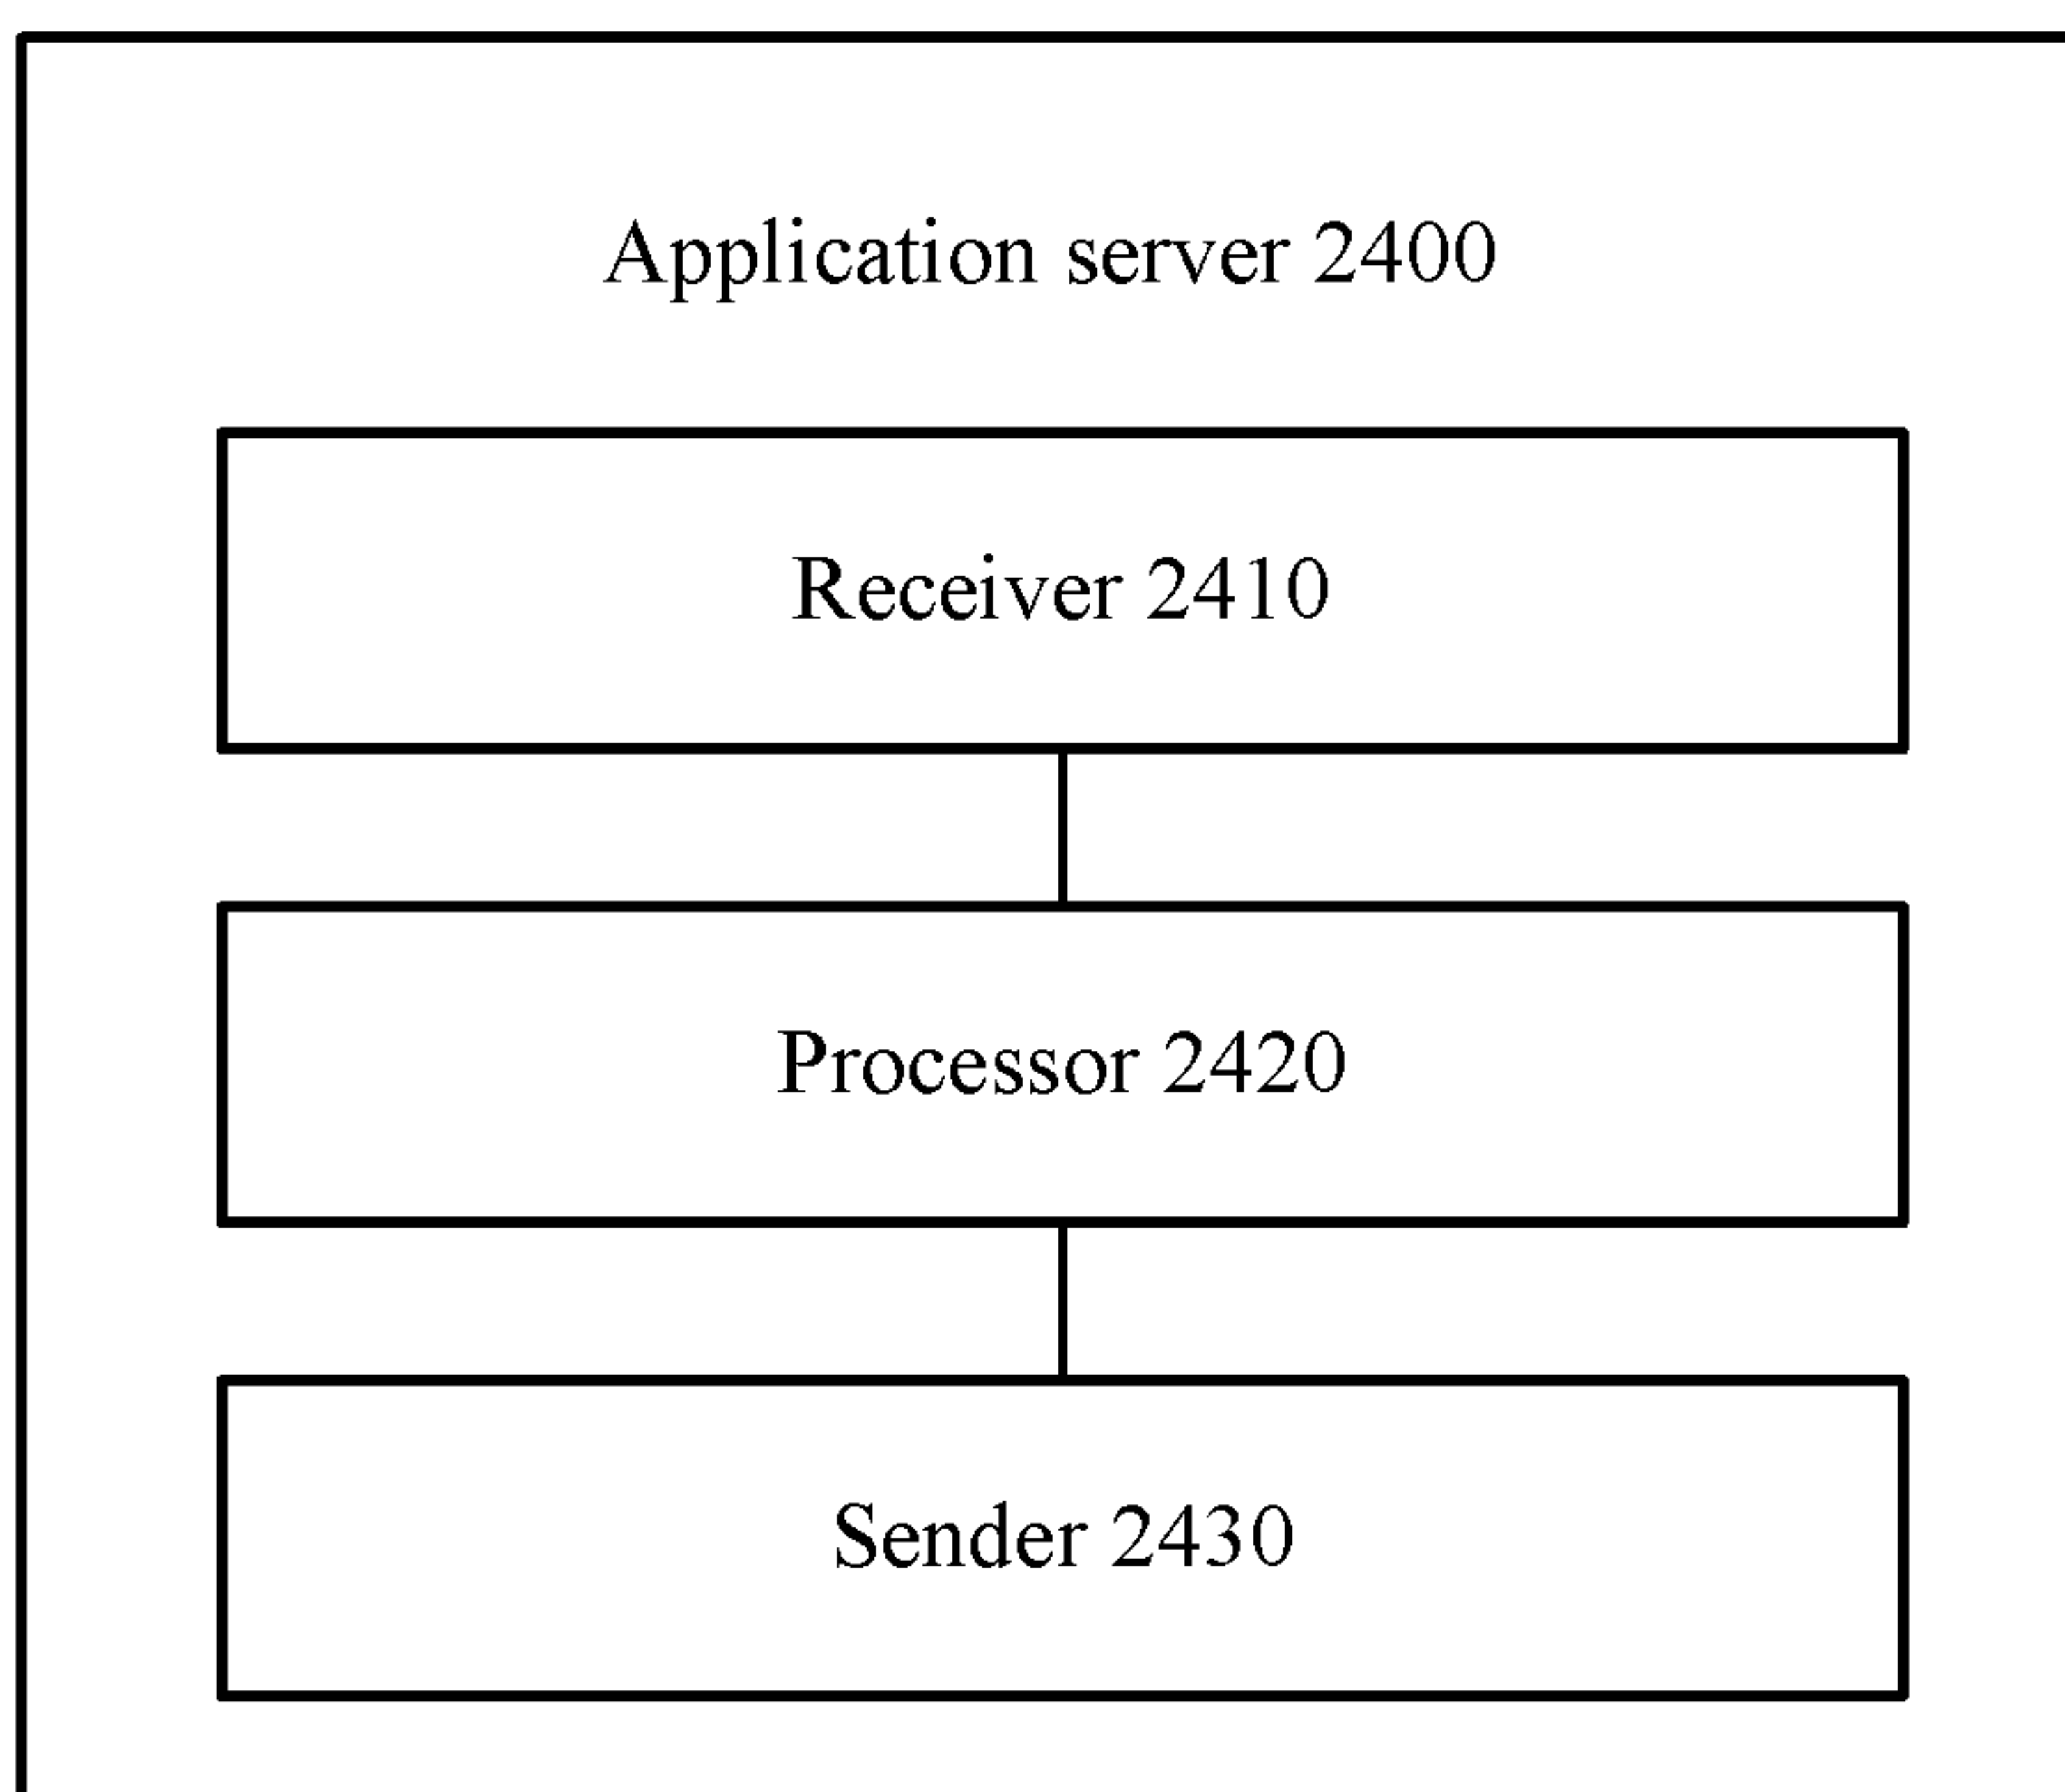 Application server 2400
Receiver 2410
Processor 2420
Sender 2430